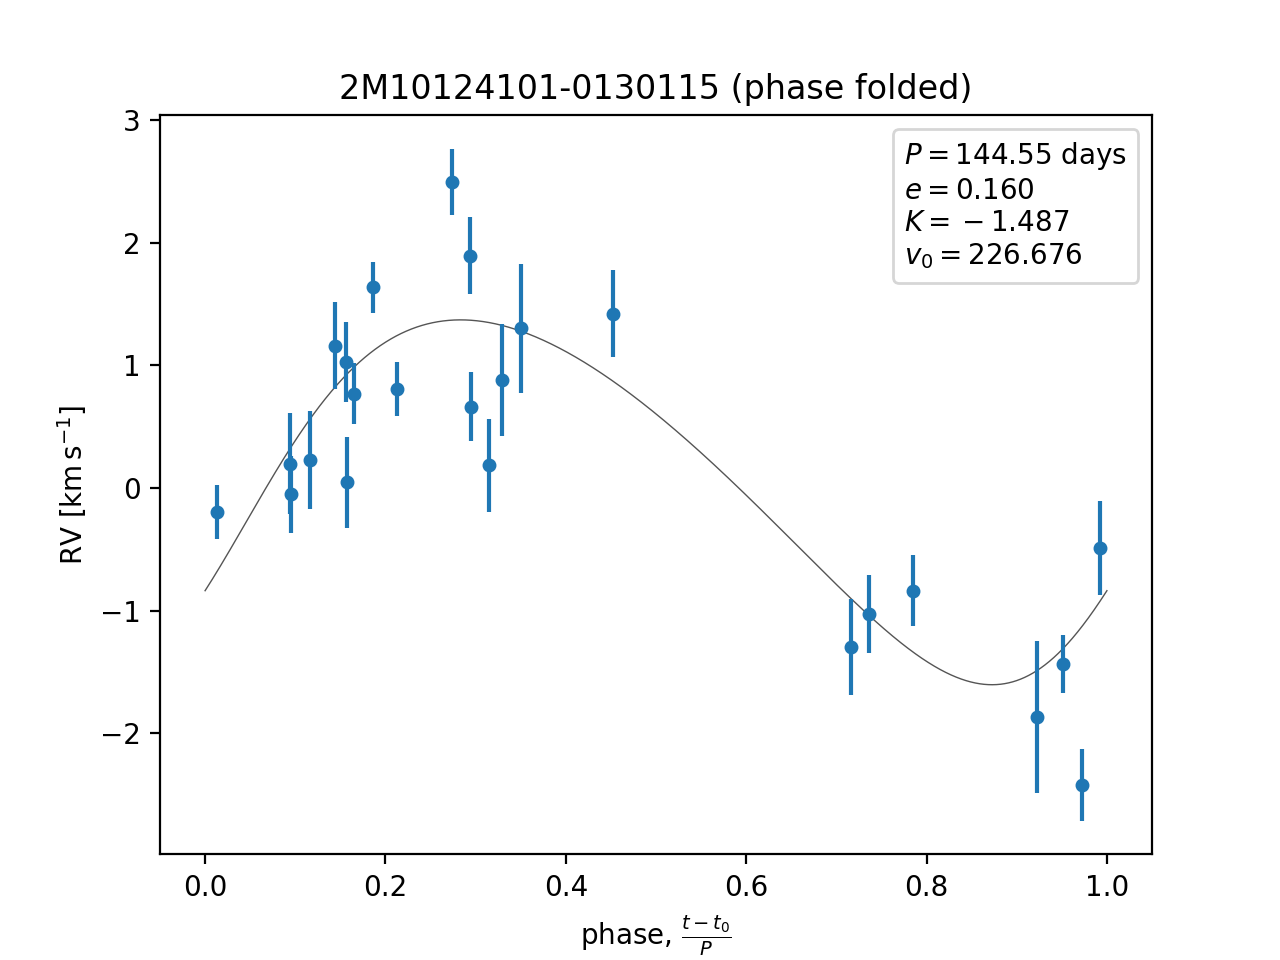 2M10124101-0130115 (phase folded)
P = 144.55 days
e = 0.160
K = −1.487
v₀ = 226.676
RV [km s⁻¹]
3
2
1
0
−1
−2
0.0 0.2 0.4 0.6 0.8 1.0
phase, (t − t₀)/P